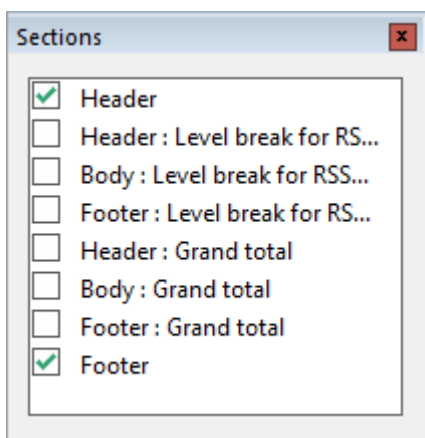 Sections
Header
Header : Level break for RS...
Body : Level break for RSS...
Footer : Level break for RS...
Header : Grand total
Body : Grand total
Footer : Grand total
Footer